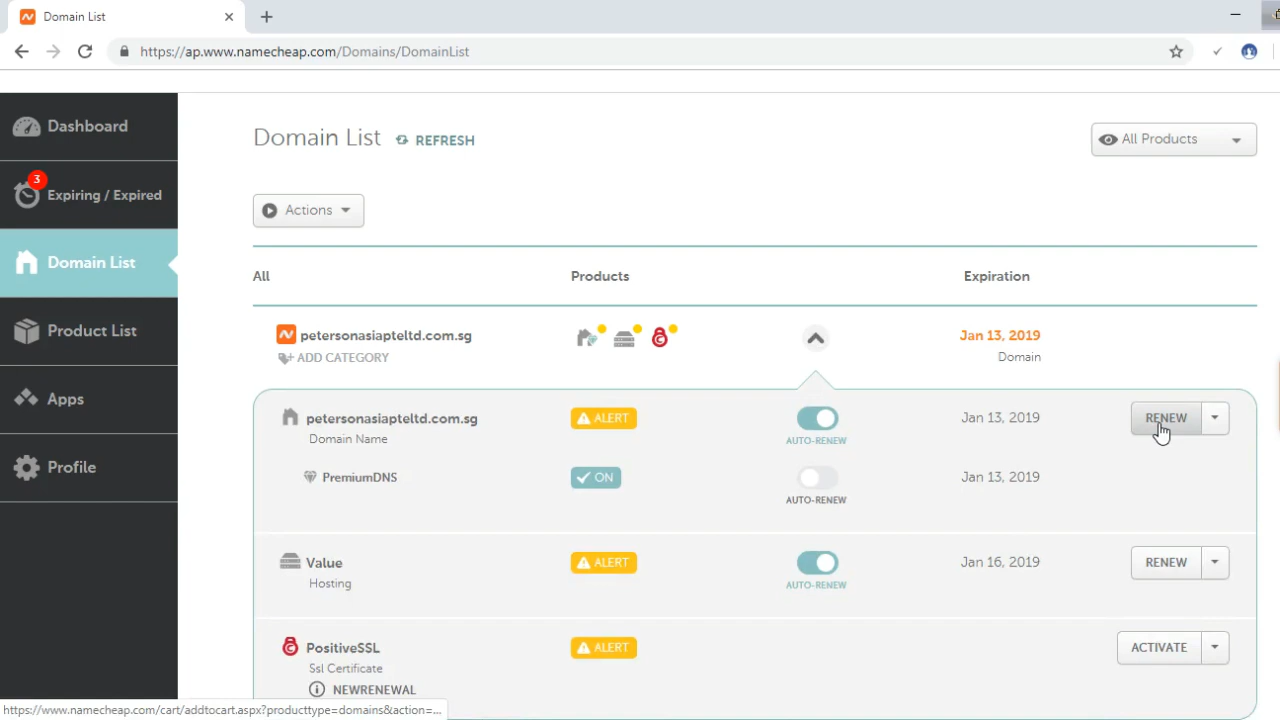 Domain List
https://ap.www.namecheap.com/Domains/DomainList
Dashboard
3
Expiring / Expired
Domain List
Product List
Apps
Profile
Domain List REFRESH
All Products
Actions
All Products Expiration
petersonasiapteltd.com.sg Jan 13, 2019
ADD CATEGORY Domain
petersonasiapteltd.com.sg ALERT Jan 13, 2019 RENEW
Domain Name AUTO-RENEW
PremiumDNS ON Jan 13, 2019
AUTO-RENEW
Value ALERT Jan 16, 2019 RENEW
Hosting AUTO-RENEW
PositiveSSL ALERT ACTIVATE
Ssl Certificate
NEWRENEWAL
https://www.namecheap.com/cart/addtocart.aspx?producttype=domains&action=...